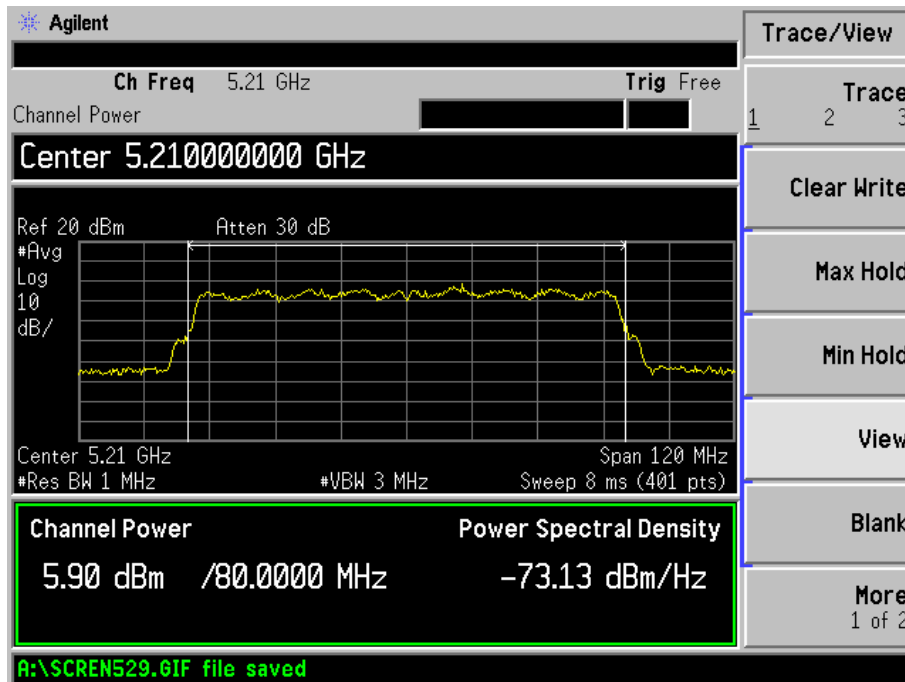 Agilent
Trace/View
Ch Freq 5.21 GHz Trig Free
Channel Power
Trace
1 2 3
Center 5.210000000 GHz
Clear Write
Ref 20 dBm Atten 30 dB
#Avg
Log
10
dB/
Max Hold
Min Hold
View
Center 5.21 GHz Span 120 MHz
#Res BW 1 MHz #VBW 3 MHz Sweep 8 ms (401 pts)
Channel Power Power Spectral Density
Blank
5.90 dBm /80.0000 MHz -73.13 dBm/Hz
More
1 of 2
A:\SCREN529.GIF file saved